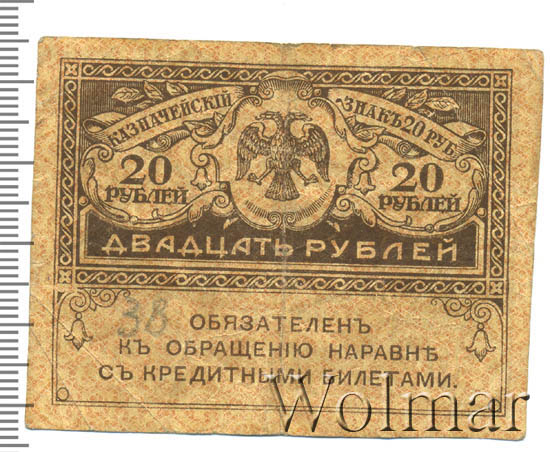 КАЗНАЧЕЙСКІЙ ЗНАКЪ 20 РУБ.
20 РУБЛЕЙ 20 РУБЛЕЙ
ДВАДЦАТЬ РУБЛЕЙ
38
ОБЯЗАТЕЛЕНЪ
КЪ ОБРАЩЕНІЮ НАРАВНѢ
СЪ КРЕДИТНЫМИ БИЛЕТАМИ.
Wolmar